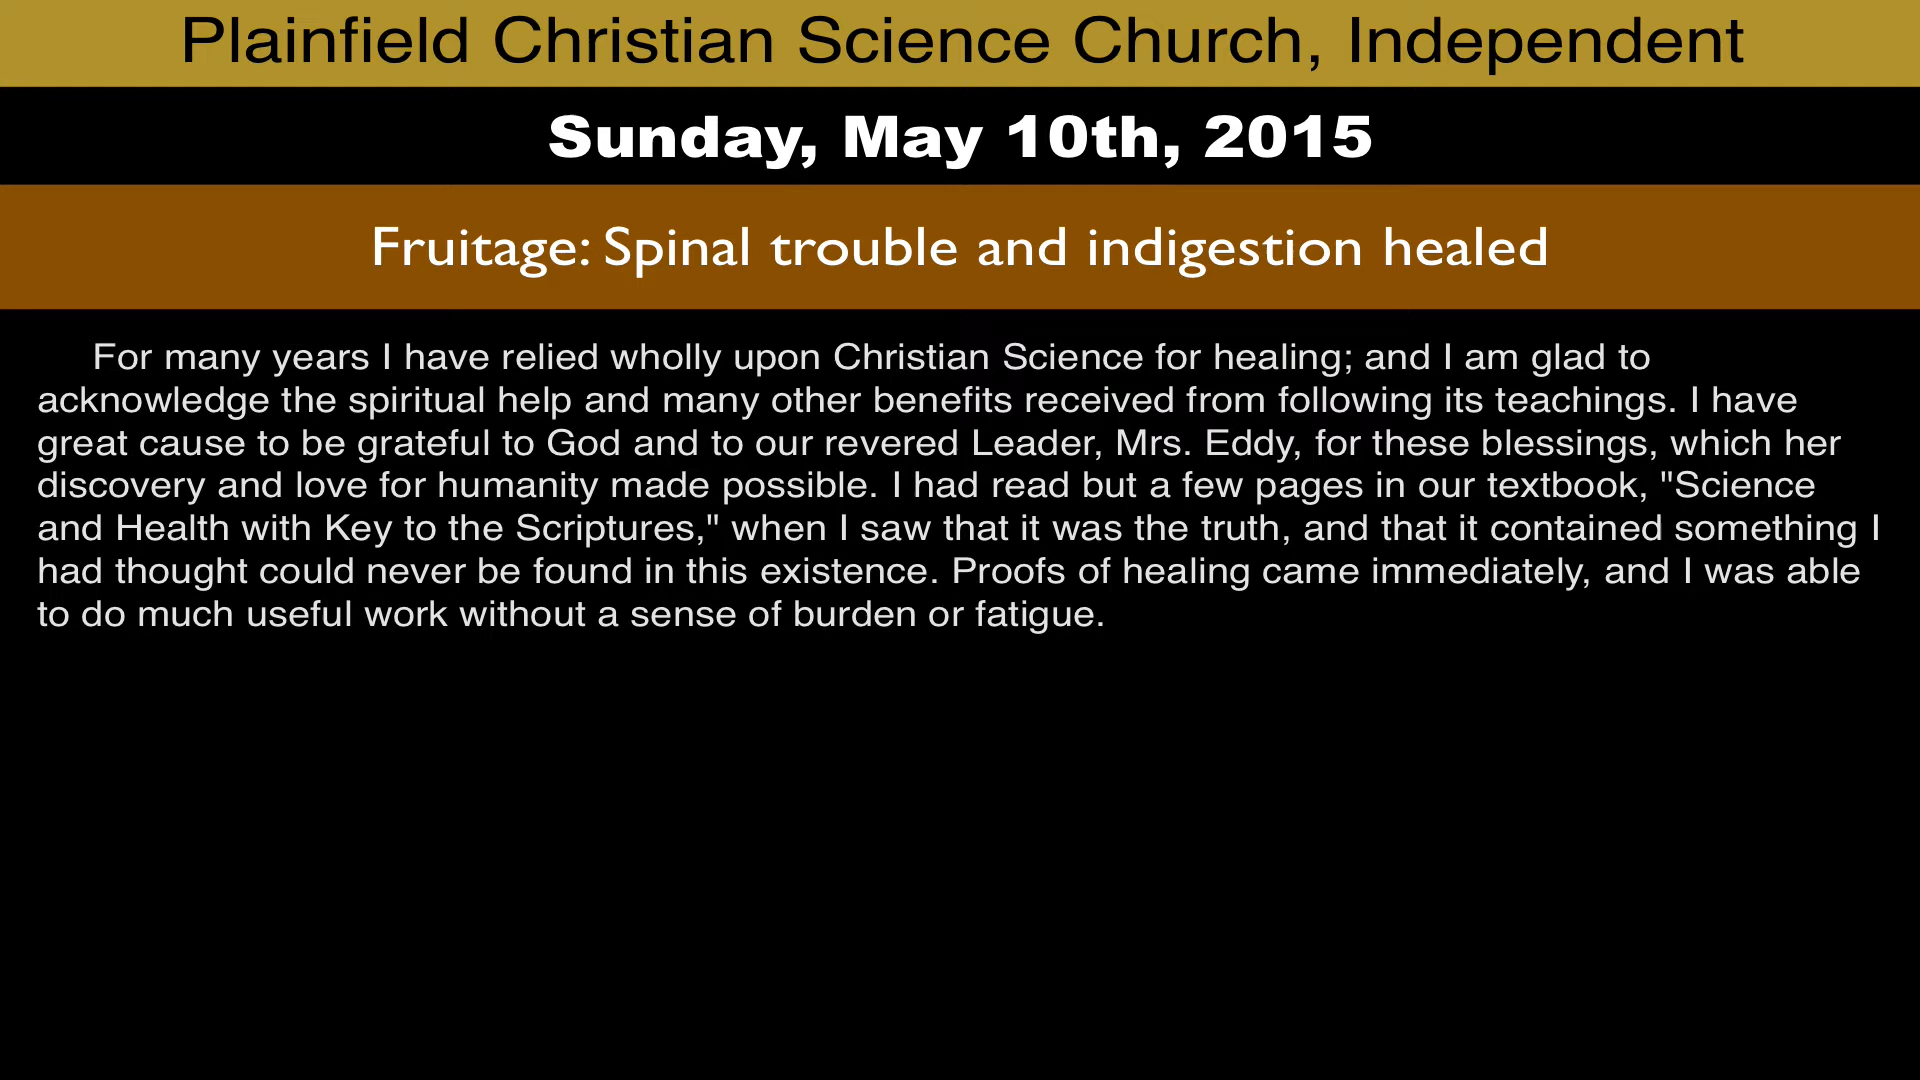 Plainfield Christian Science Church, Independent
Sunday, May 10th, 2015
Fruitage: Spinal trouble and indigestion healed
For many years I have relied wholly upon Christian Science for healing; and I am glad to
acknowledge the spiritual help and many other benefits received from following its teachings. I have
great cause to be grateful to God and to our revered Leader, Mrs. Eddy, for these blessings, which her
discovery and love for humanity made possible. I had read but a few pages in our textbook, "Science
and Health with Key to the Scriptures," when I saw that it was the truth, and that it contained something I
had thought could never be found in this existence. Proofs of healing came immediately, and I was able
to do much useful work without a sense of burden or fatigue.